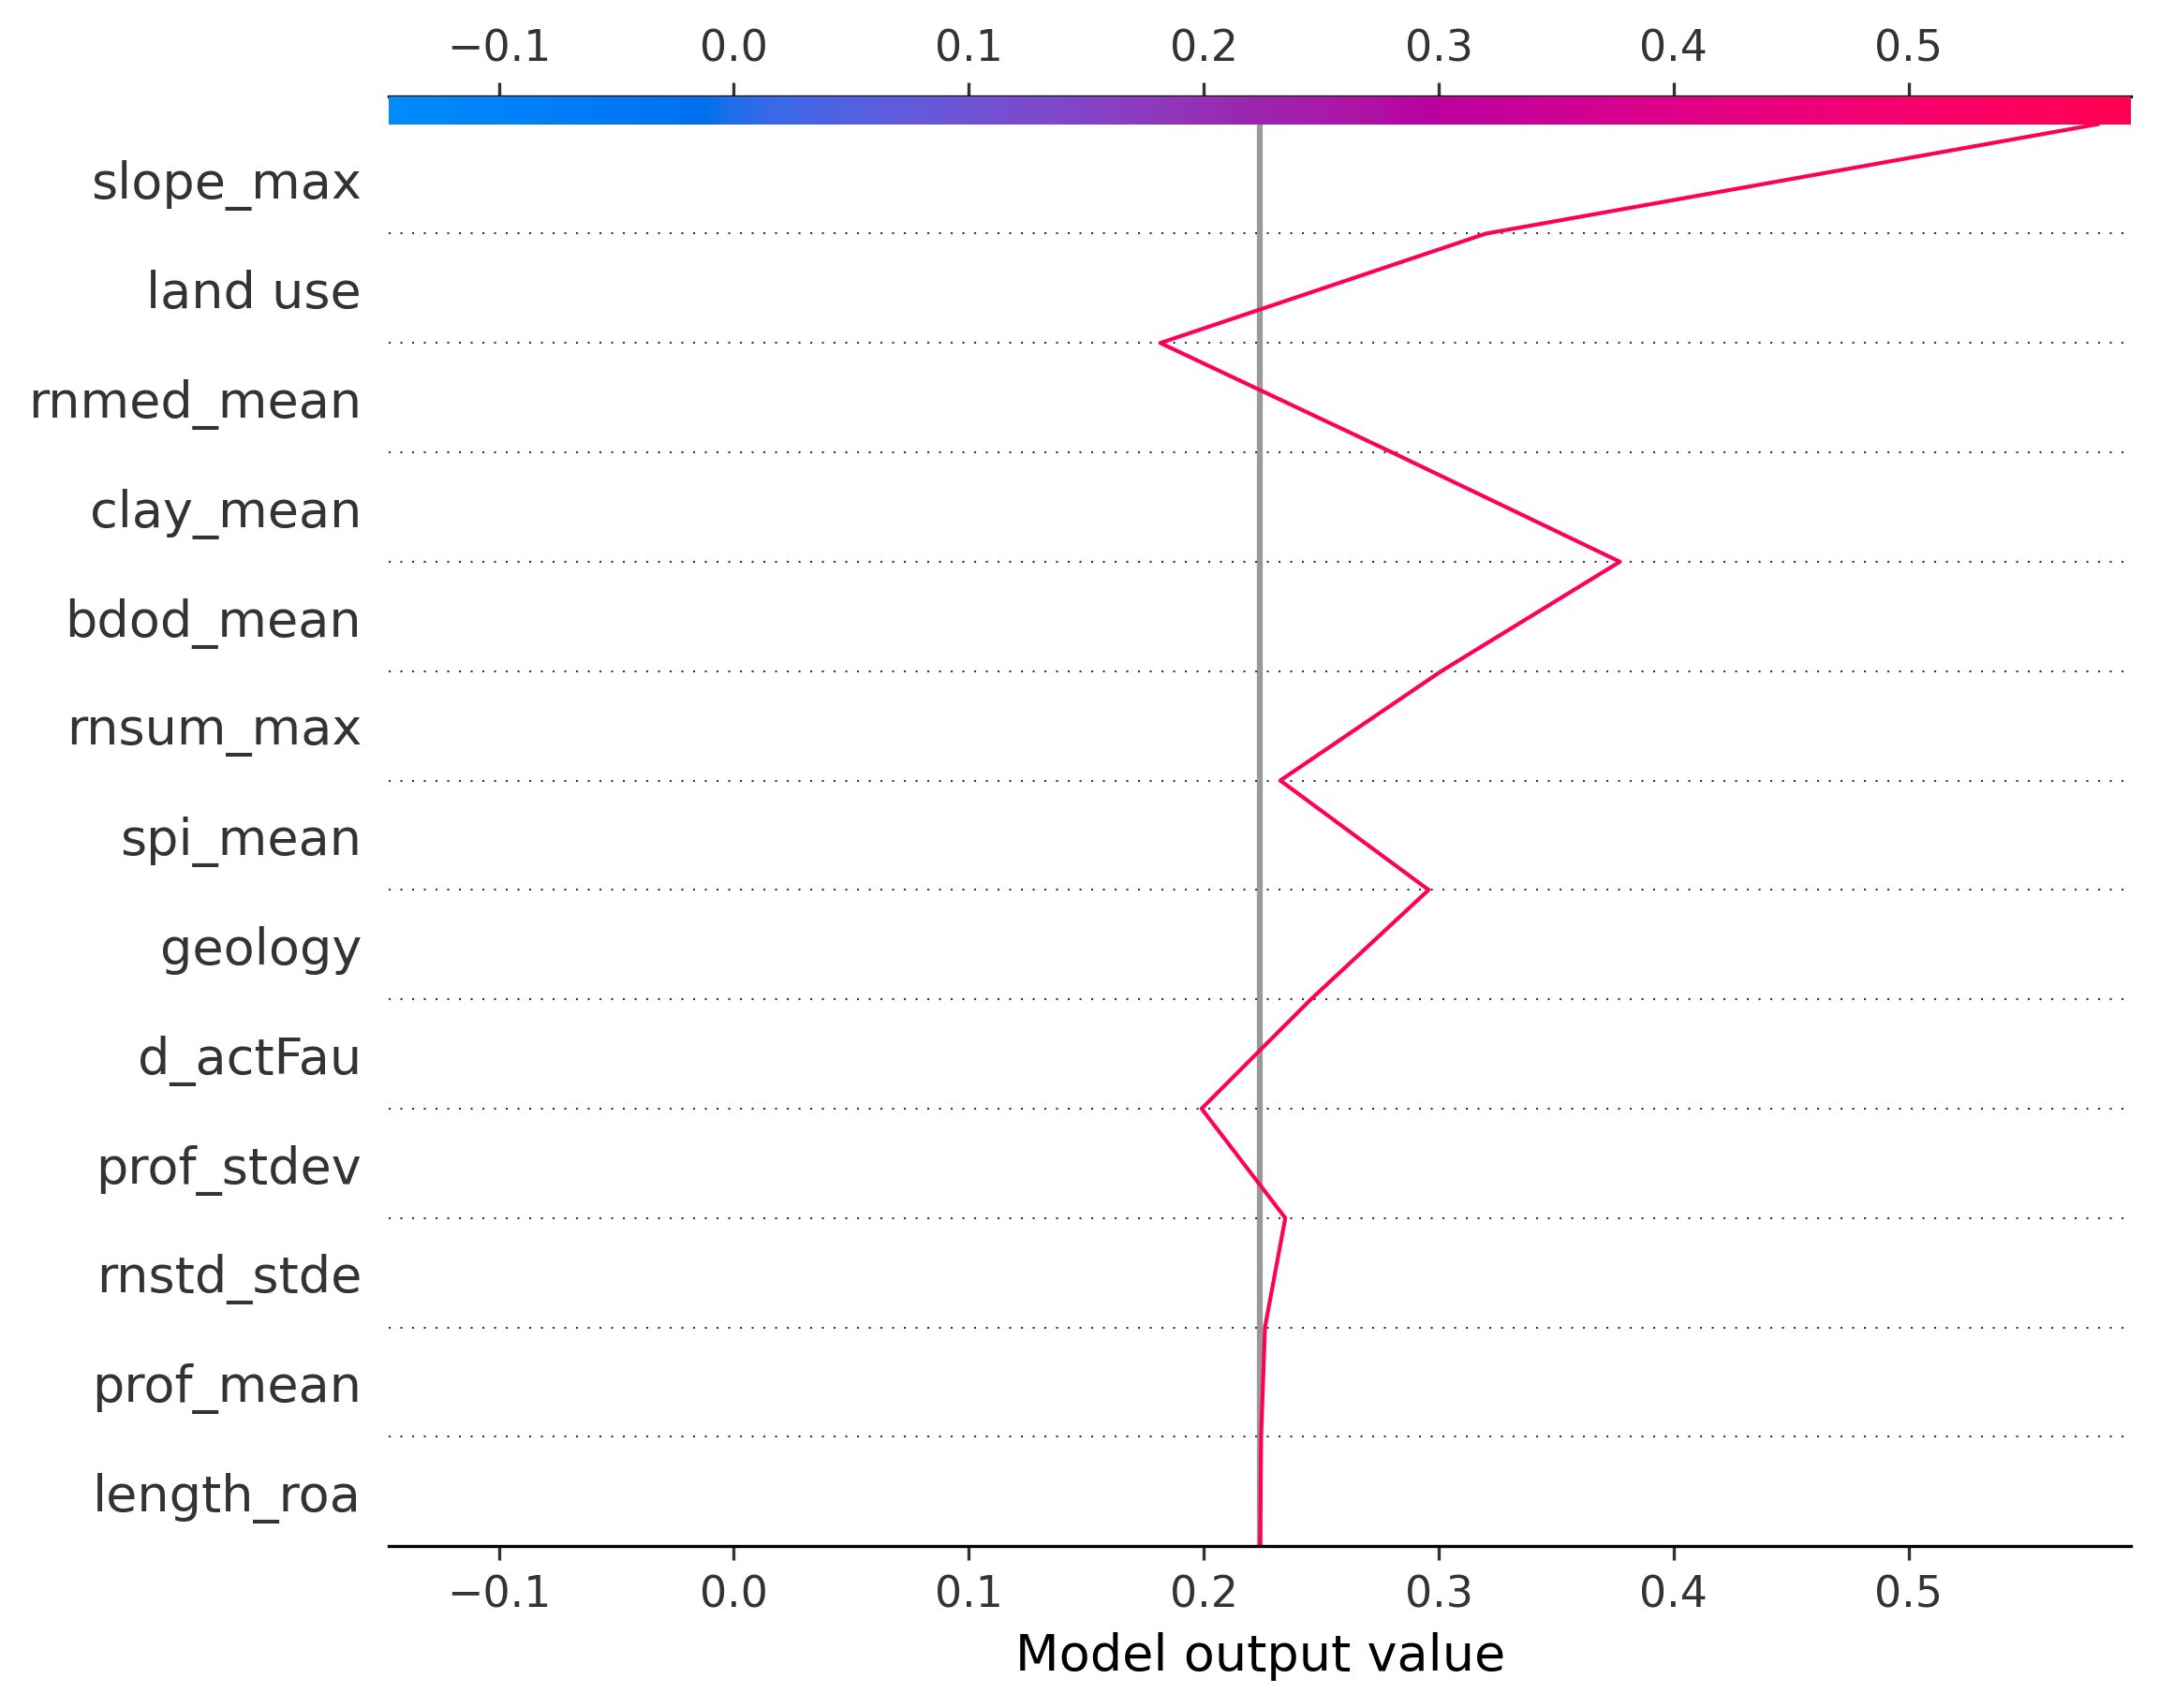 −0.1 0.0 0.1 0.2 0.3 0.4 0.5
slope_max
land use
rnmed_mean
clay_mean
bdod_mean
rnsum_max
spi_mean
geology
d_actFau
prof_stdev
rnstd_stde
prof_mean
length_roa
−0.1 0.0 0.1 0.2 0.3 0.4 0.5
Model output value